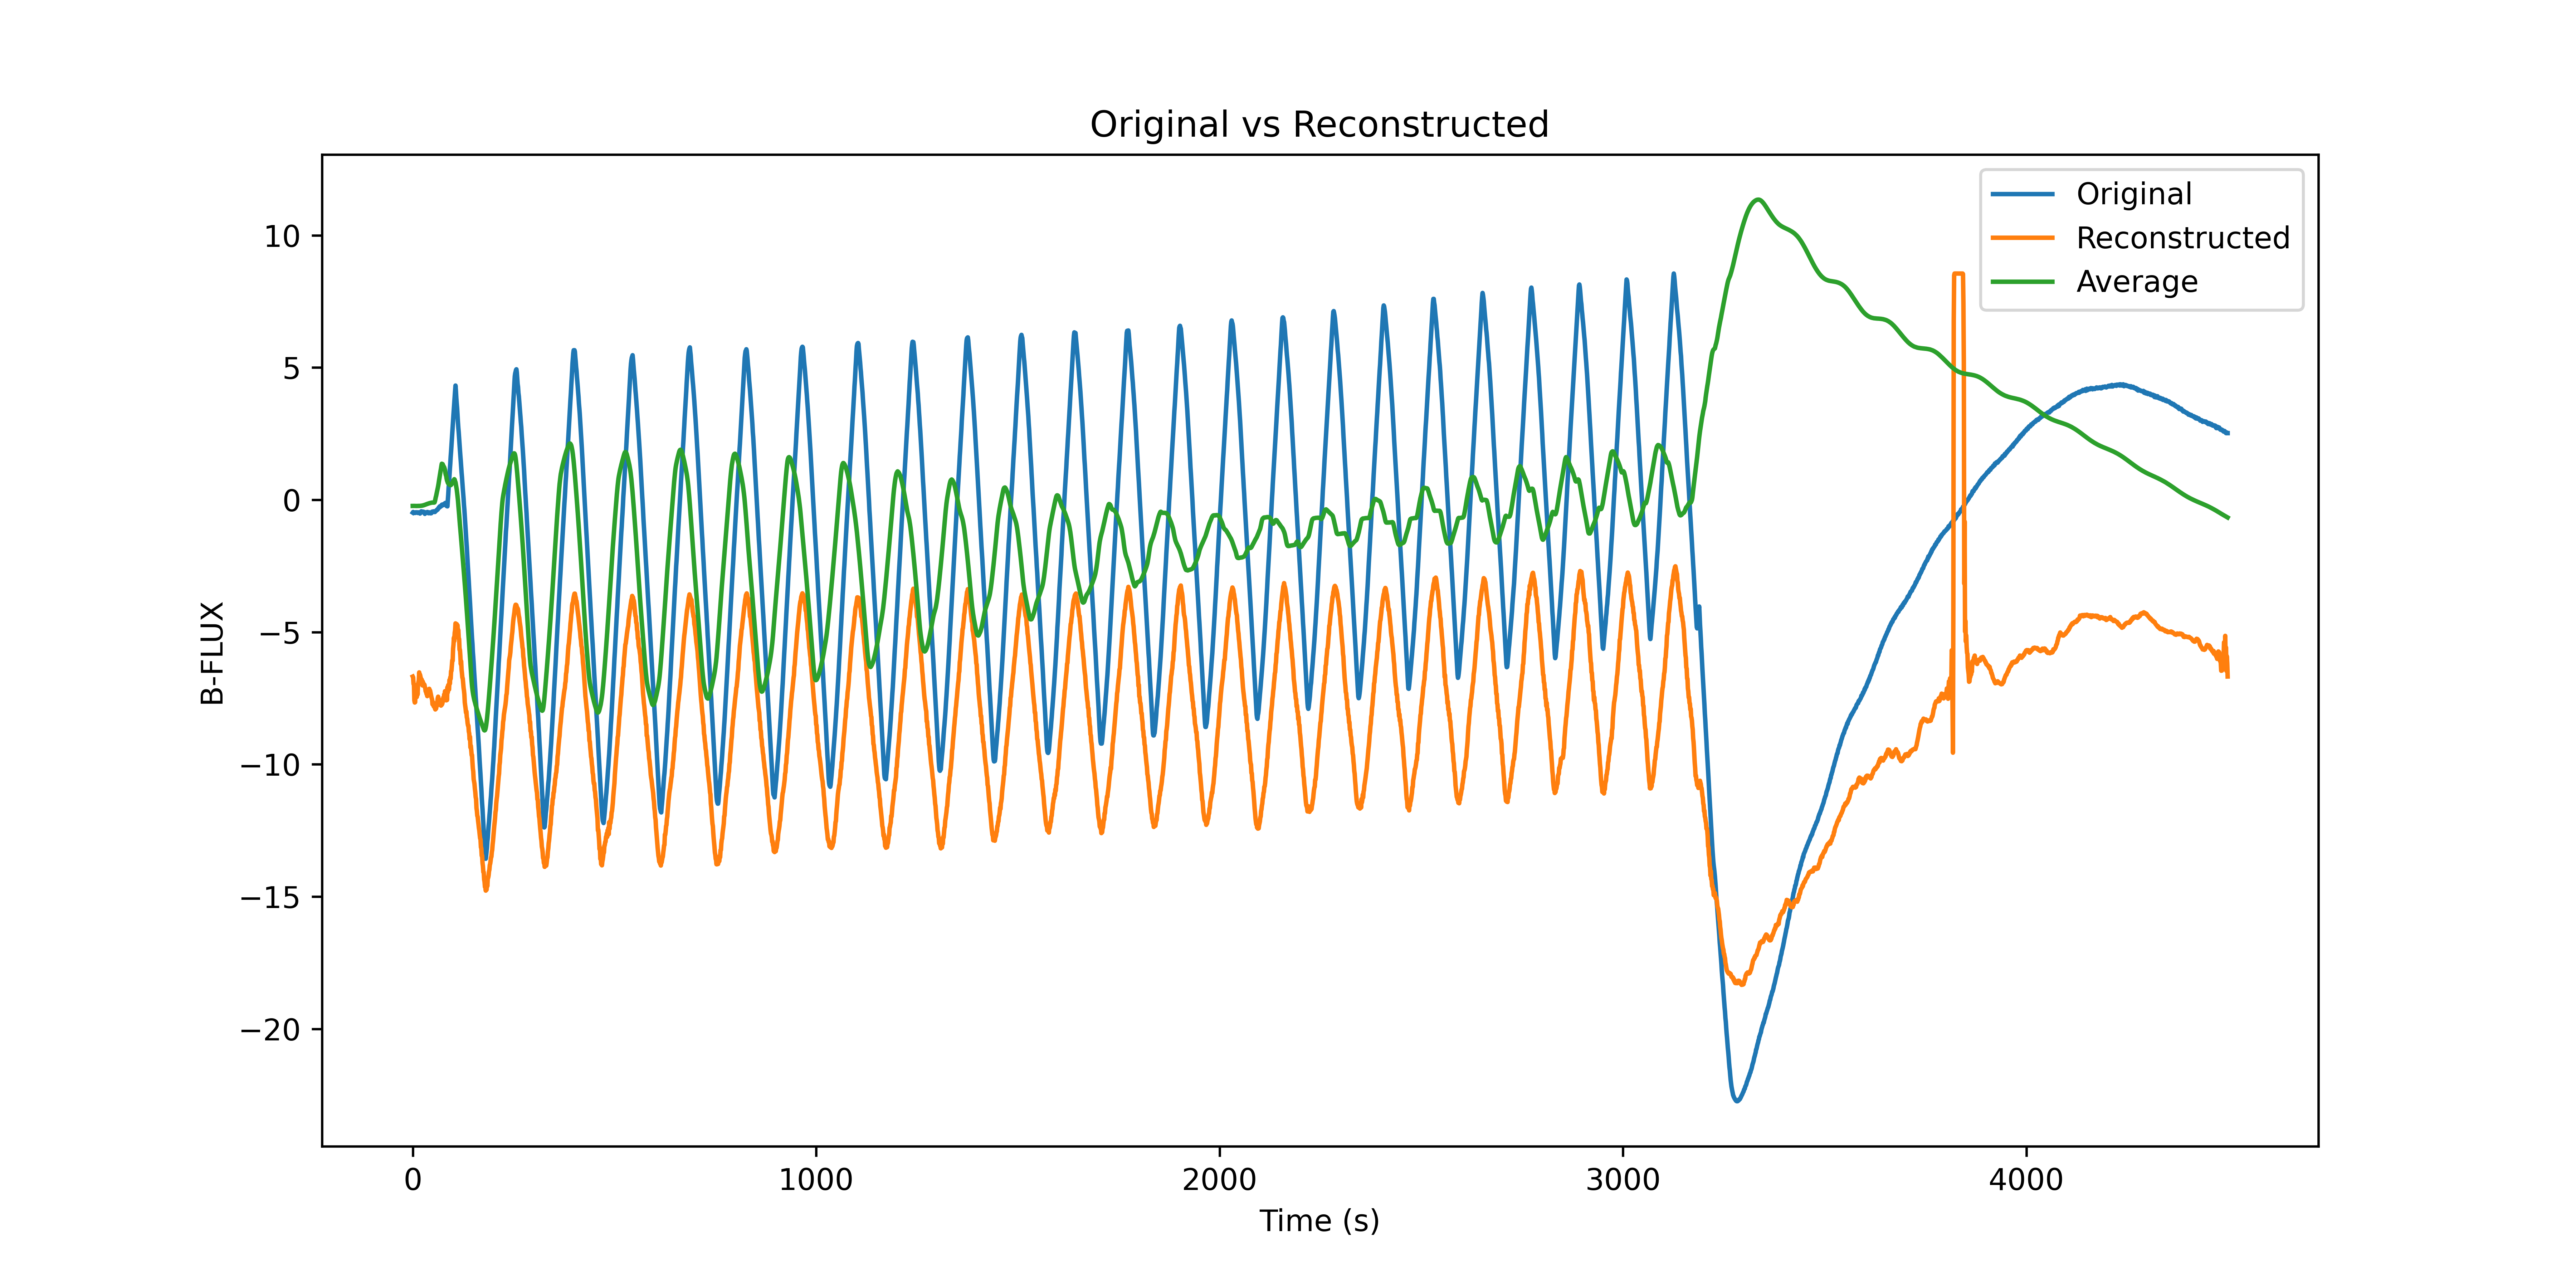 Original vs Reconstructed
Original
Reconstructed
Average
10
5
0
−5
−10
−15
−20
B-FLUX
0 1000 2000 3000 4000
Time (s)